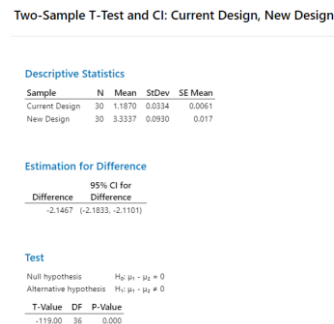 Two-Sample T-Test and CI: Current Design, New Design
Descriptive Statistics
Sample N Mean StDev SE Mean
Current Design 30 1.1870 0.0334 0.0061
New Design 30 3.3337 0.0930 0.017
Estimation for Difference
95% CI for
Difference Difference
-2.1467 (-2.1833, -2.1101)
Test
Null hypothesis H₀: μ₁ - µ₂ = 0
Alternative hypothesis H₁: μ₁ - µ₂ ≠ 0
T-Value DF P-Value
-119.00 36 0.000